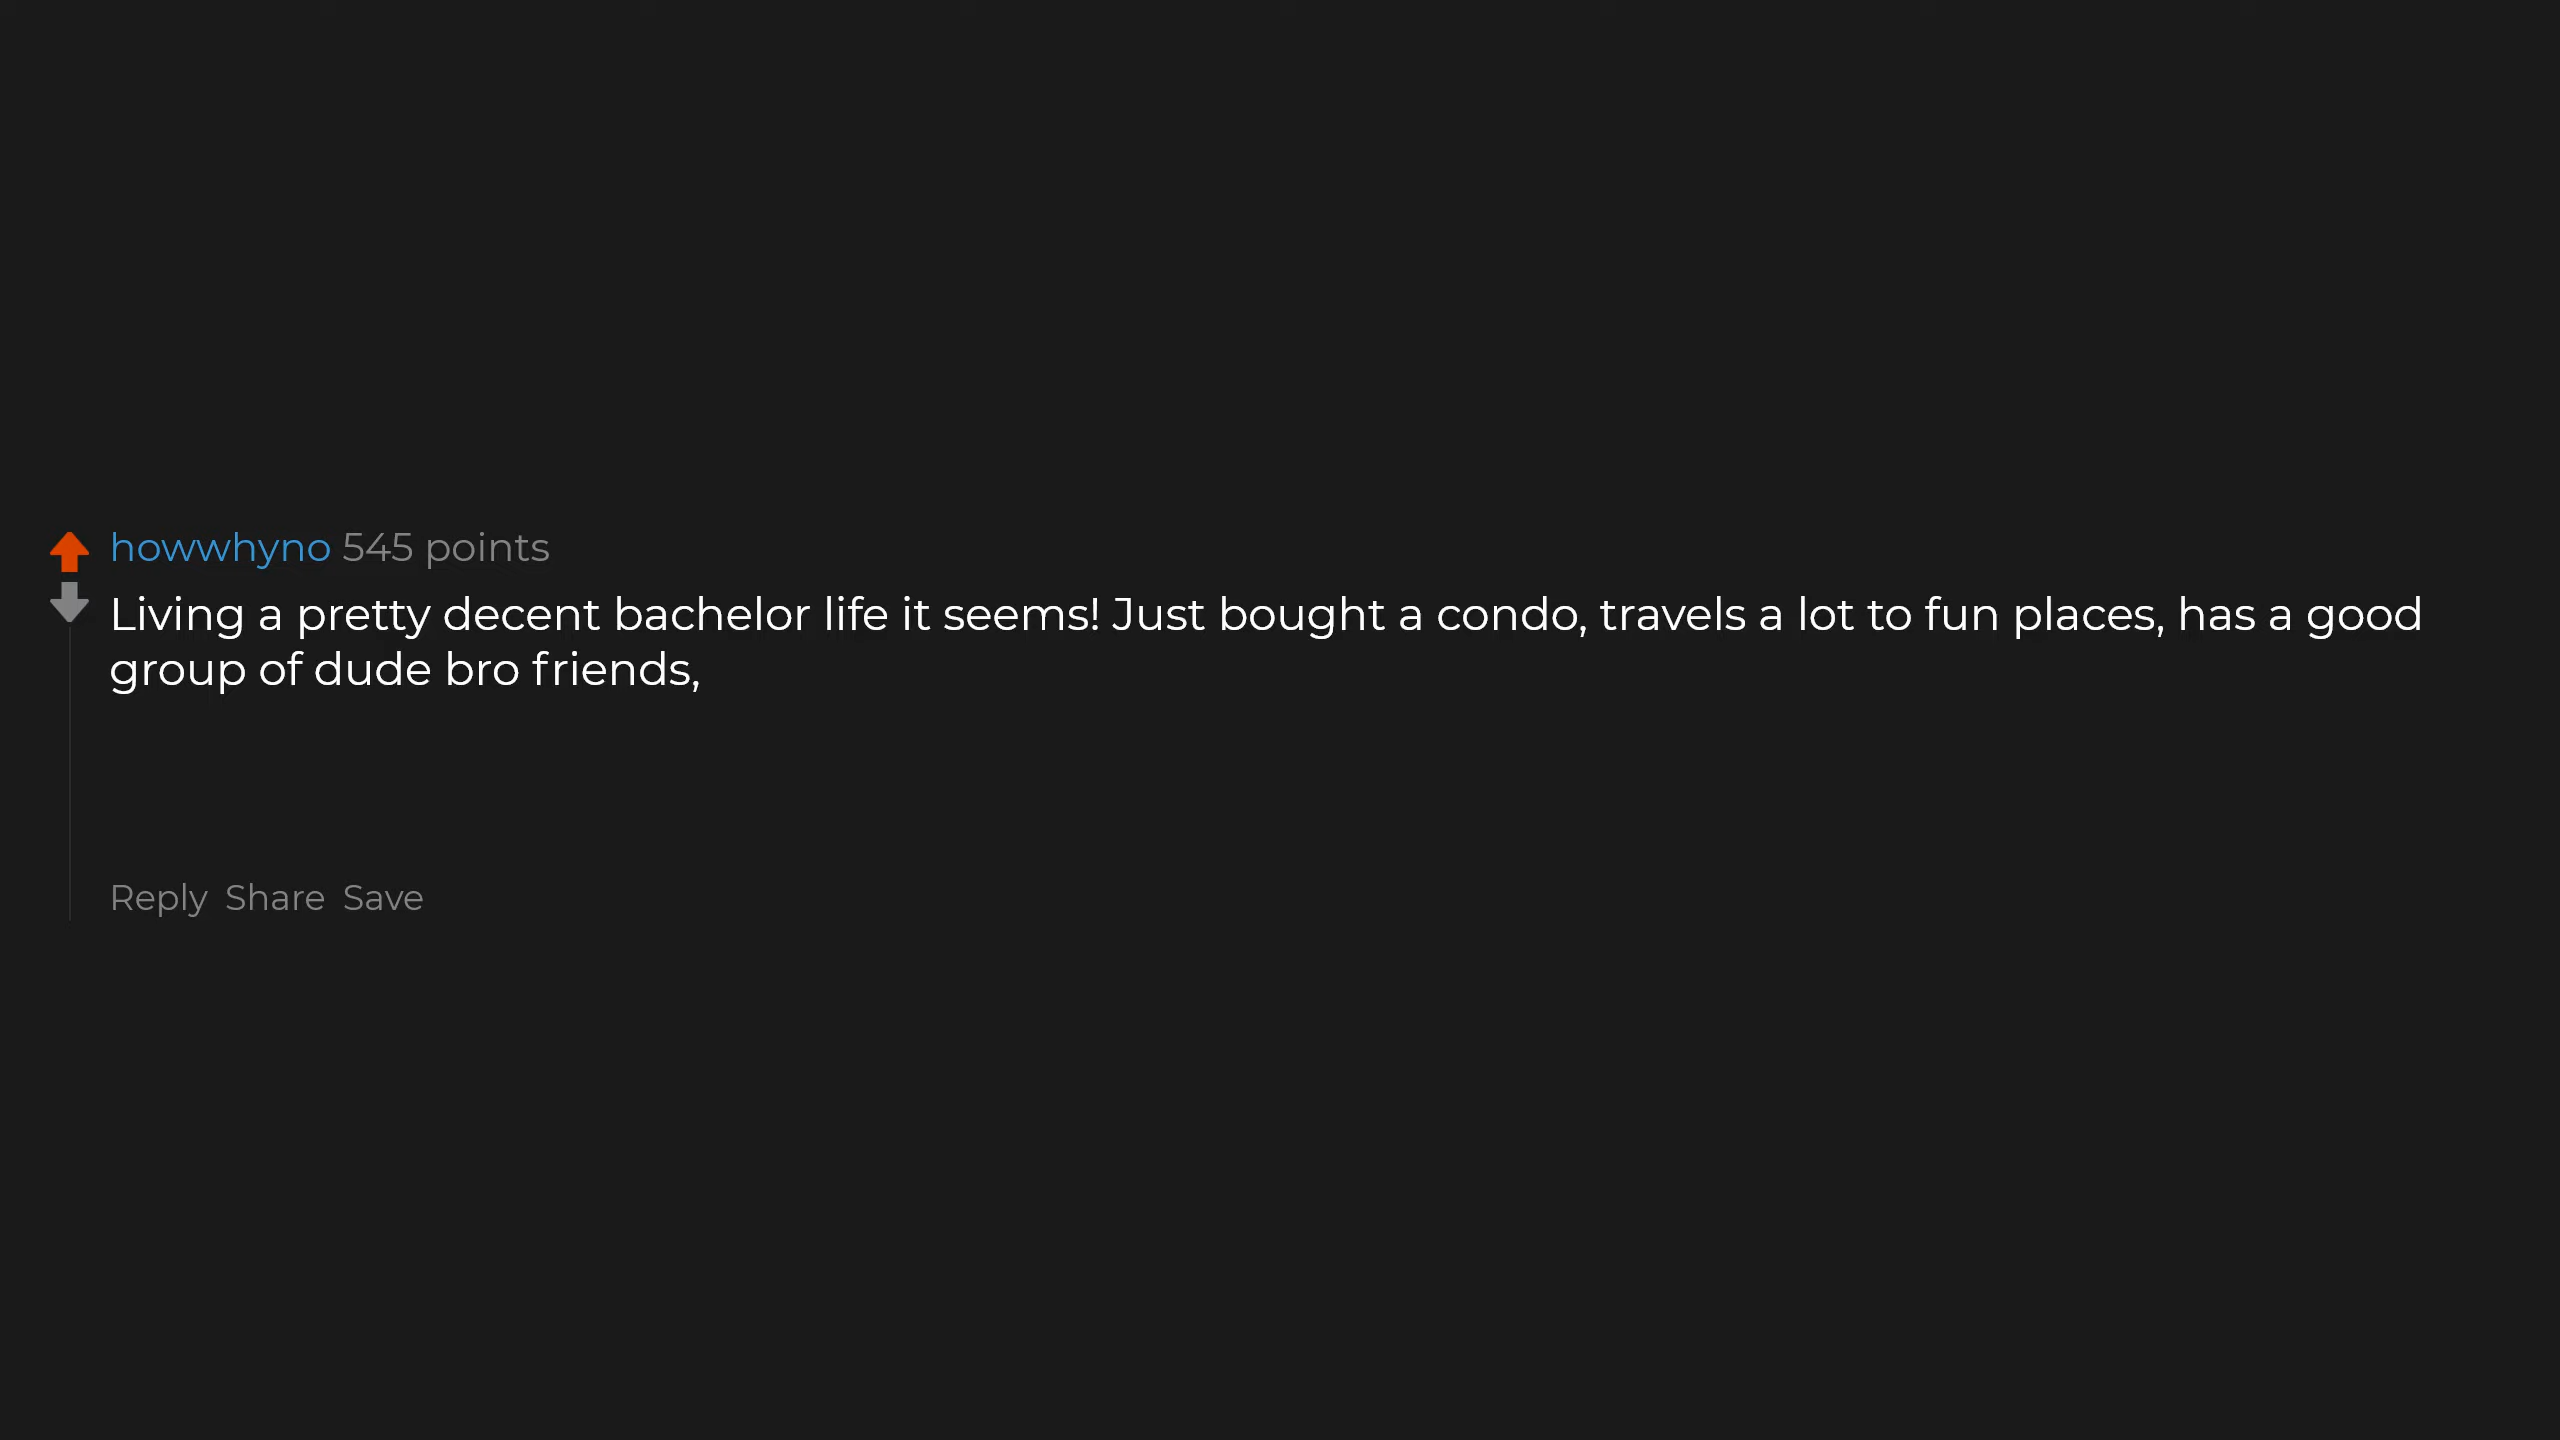 howwhyno 545 points
Living a pretty decent bachelor life it seems! Just bought a condo, travels a lot to fun places, has a good
group of dude bro friends,
Reply Share Save